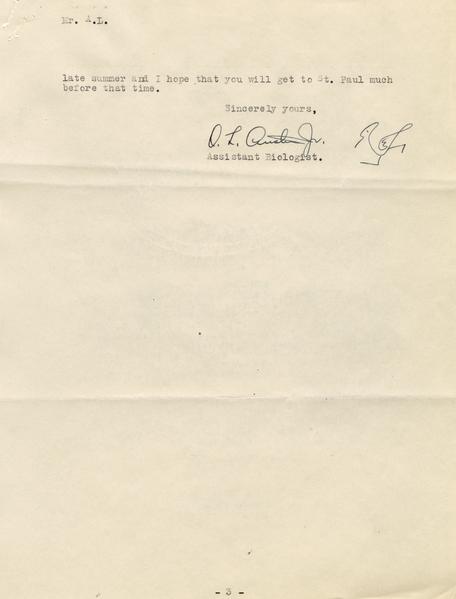 Mr. A.L.
late summer and I hope that you will get to St. Paul much
before that time.
Sincerely yours,
O. L. Austin Jr.
Assistant Biologist.
- 3 -